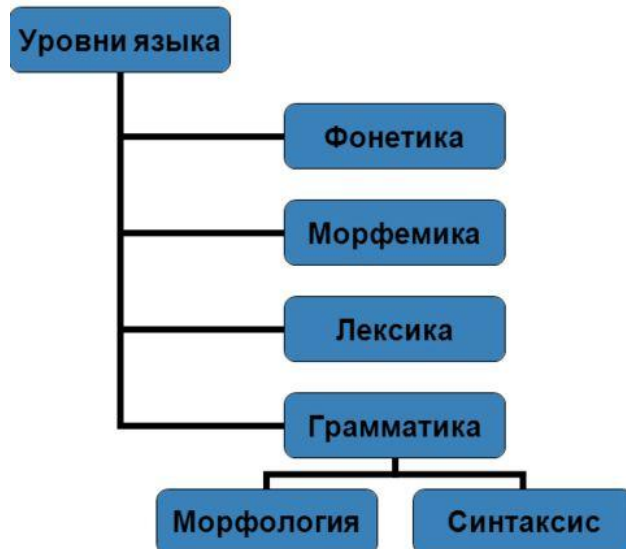 Уровни языка
Фонетика
Морфемика
Лексика
Грамматика
Морфология
Синтаксис